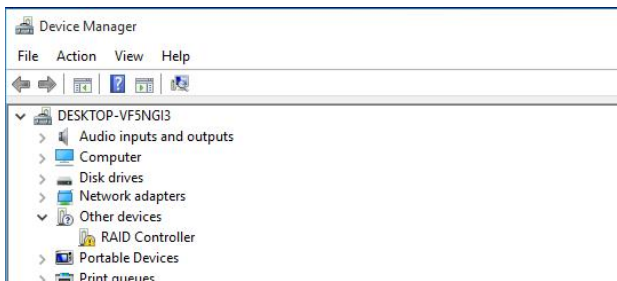 Device Manager
File Action View Help
DESKTOP-VF5NGI3
Audio inputs and outputs
Computer
Disk drives
Network adapters
Other devices
RAID Controller
Portable Devices
Print queues